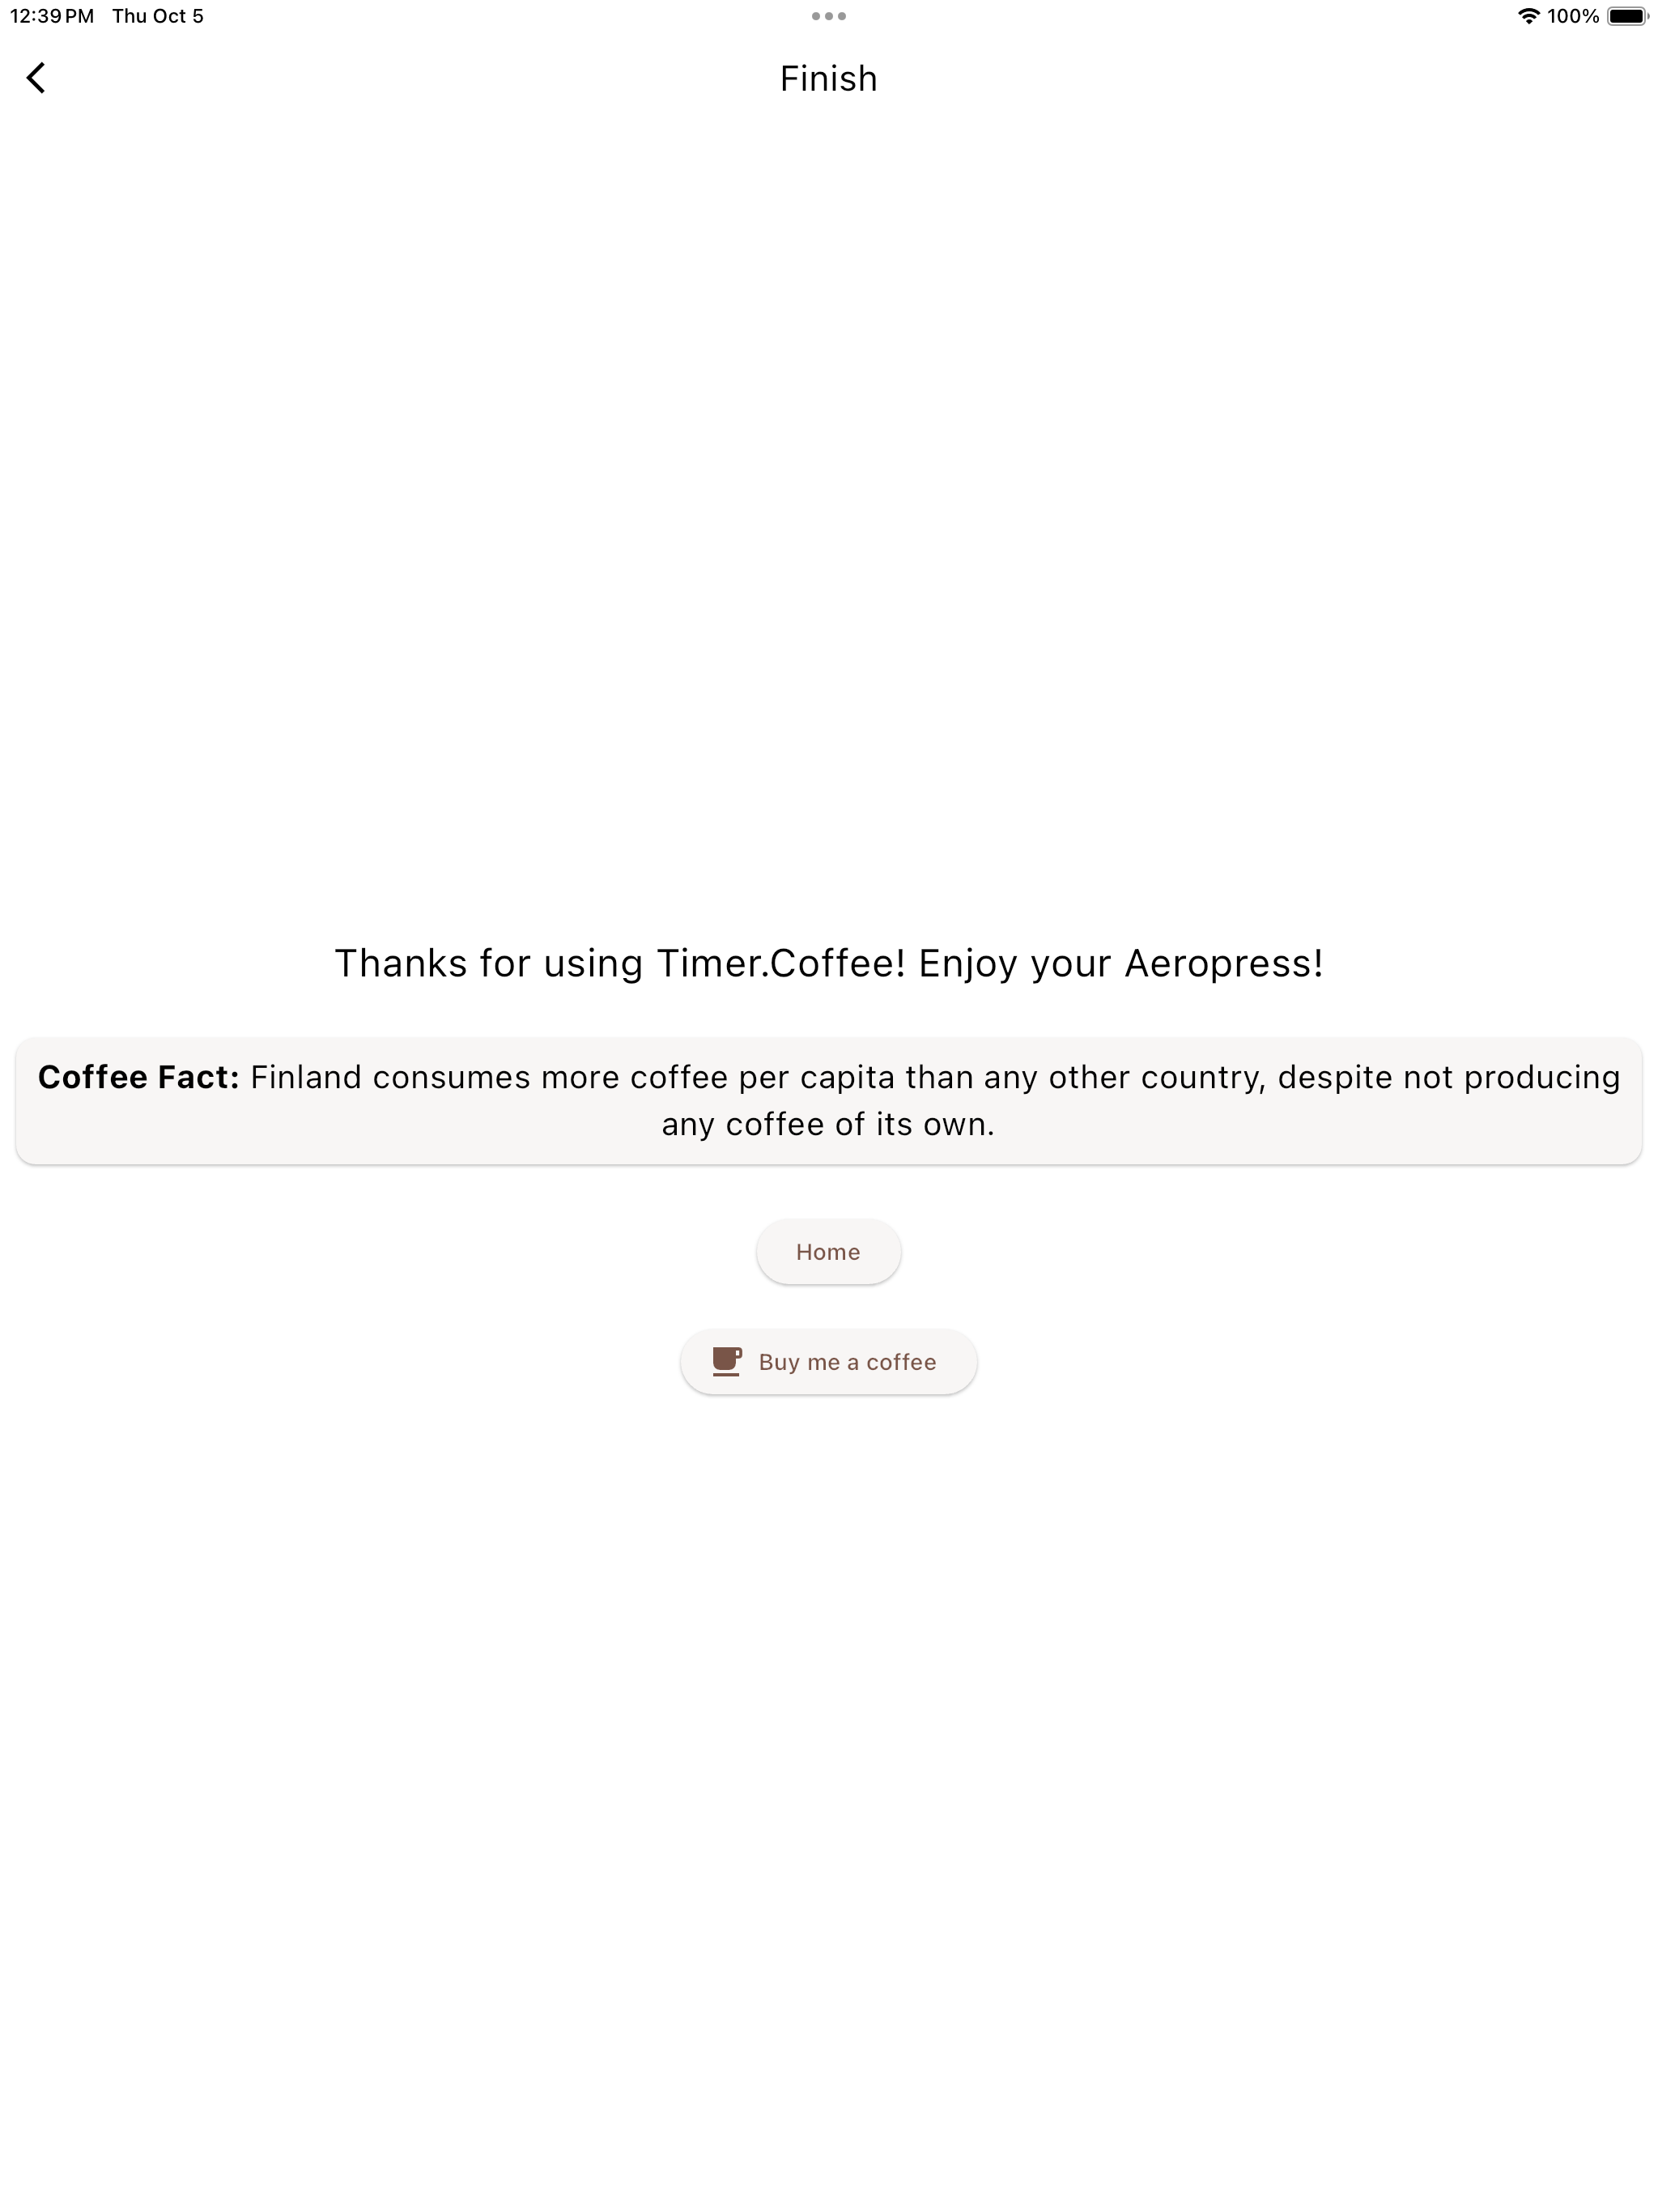 12:39 PM Thu Oct 5 100%
Finish
Thanks for using Timer.Coffee! Enjoy your Aeropress!
Coffee Fact: Finland consumes more coffee per capita than any other country, despite not producing
any coffee of its own.
Home
Buy me a coffee